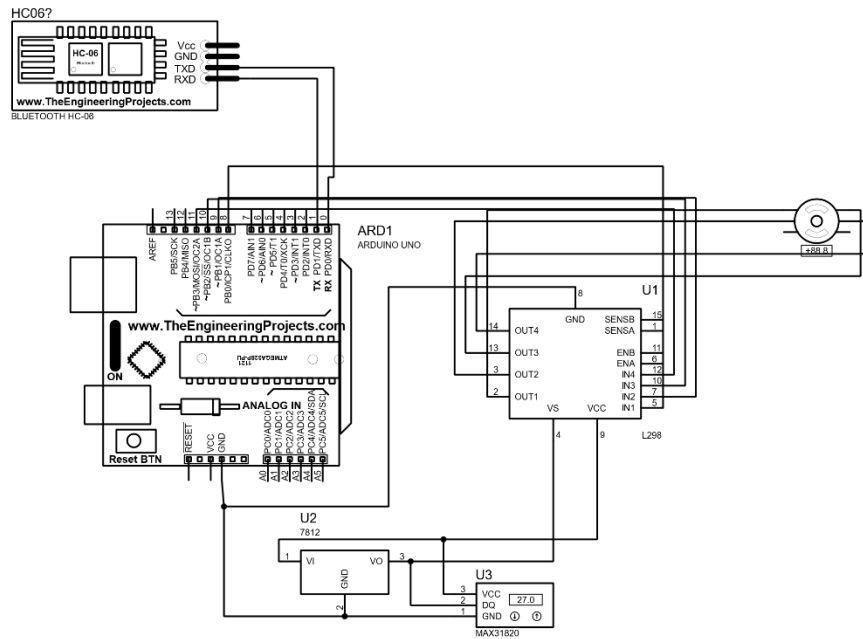 HC06?
HC-06
Bluetooth
Vcc
GND
TXD
RXD
www.TheEngineeringProjects.com
BLUETOOTH HC-06
ARD1
ARDUINO UNO
13
12
11
10
9
8
7
6
5
4
3
2
1
0
AREF
PB5/SCK
PB4/MISO
~PB3/MOSI/OC2A
~PB2/SS/OC1B
~PB1/OC1A
PB0/ICP1/CLKO
PD7/AIN1
~PD6/AIN0
~PD5/T1
PD4/T0/XCK
~PD3/INT1
PD2/INT0
PD1/TXD
PD0/RXD
TX
RX
www.TheEngineeringProjects.com
ON
1121
ATMEGA328P-PU
ANALOG IN
Reset BTN
RESET
VCC
GND
PC0/ADC0
PC1/ADC1
PC2/ADC2
PC3/ADC3
PC4/ADC4/SDA
PC5/ADC5/SCL
A0
A1
A2
A3
A4
A5
+88.8
U1
8
GND
SENSB 15
SENSA 1
14 OUT4
13 OUT3
3 OUT2
2 OUT1
ENB 11
ENA 6
IN4 12
IN3 10
IN2 7
IN1 5
VS
VCC
4
9
L298
U2
7812
1 VI
VO 3
GND
2
U3
3 VCC
2 DQ
1 GND
27.0
MAX31820